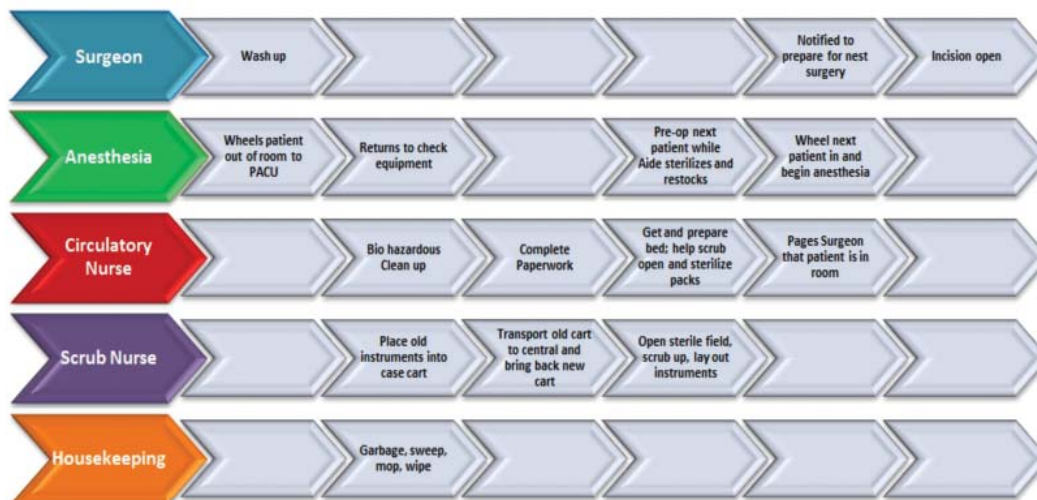 Surgeon
Wash up
Notified to
prepare for nest
surgery
Incision open
Anesthesia
Wheels patient
out of room to
PACU
Returns to check
equipment
Pre-op next
patient while
Aide sterilizes and
restocks
Wheel next
patient in and
begin anesthesia
Circulatory
Nurse
Bio hazardous
Clean up
Complete
Paperwork
Get and prepare
bed; help scrub
open and sterilize
packs
Pages Surgeon
that patient is in
room
Scrub Nurse
Place old
instruments into
case cart
Transport old cart
to central and
bring back new
cart
Open sterile field,
scrub up, lay out
instruments
Housekeeping
Garbage, sweep,
mop, wipe